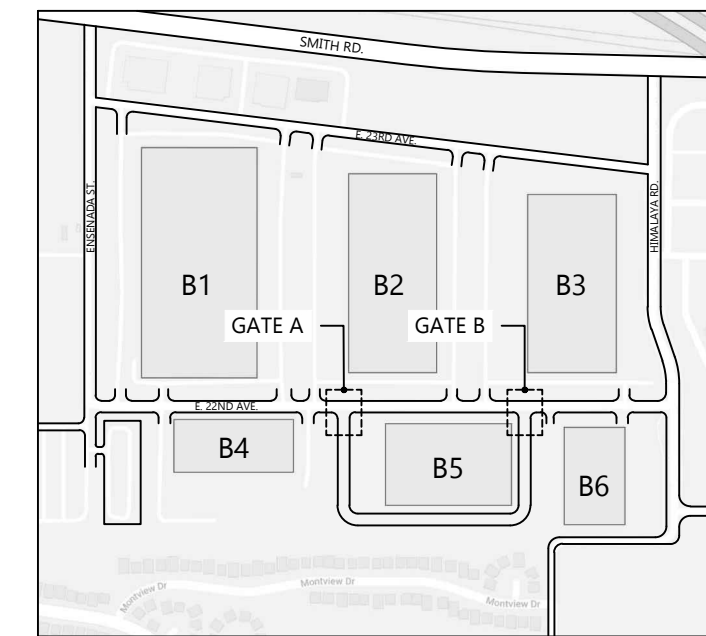 SMITH RD.
E. 23RD AVE.
ENSENADA ST.
HIMALAYA RD.
B1
B2
B3
GATE A
GATE B
E. 22ND AVE.
B4
B5
B6
Montview Dr
Montview Dr
Montview Dr